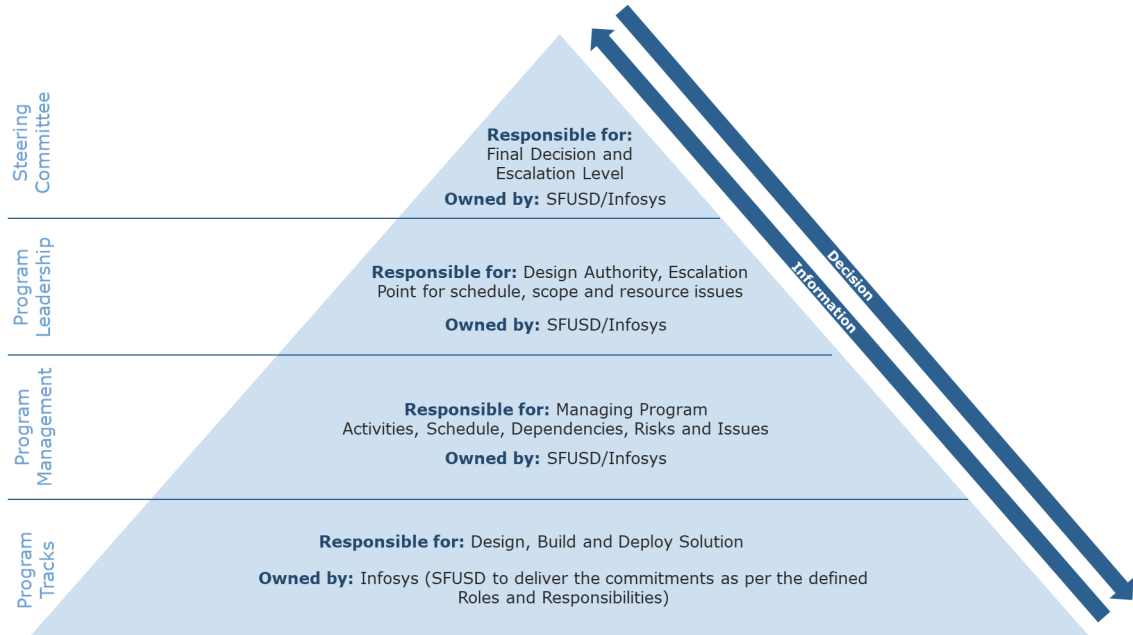 Steering
Committee
Responsible for:
Final Decision and
Escalation Level
Owned by: SFUSD/Infosys
Program
Leadership
Responsible for: Design Authority, Escalation
Point for schedule, scope and resource issues
Owned by: SFUSD/Infosys
Decision
Information
Program
Management
Responsible for: Managing Program
Activities, Schedule, Dependencies, Risks and Issues
Owned by: SFUSD/Infosys
Program
Tracks
Responsible for: Design, Build and Deploy Solution
Owned by: Infosys (SFUSD to deliver the commitments as per the defined
Roles and Responsibilities)